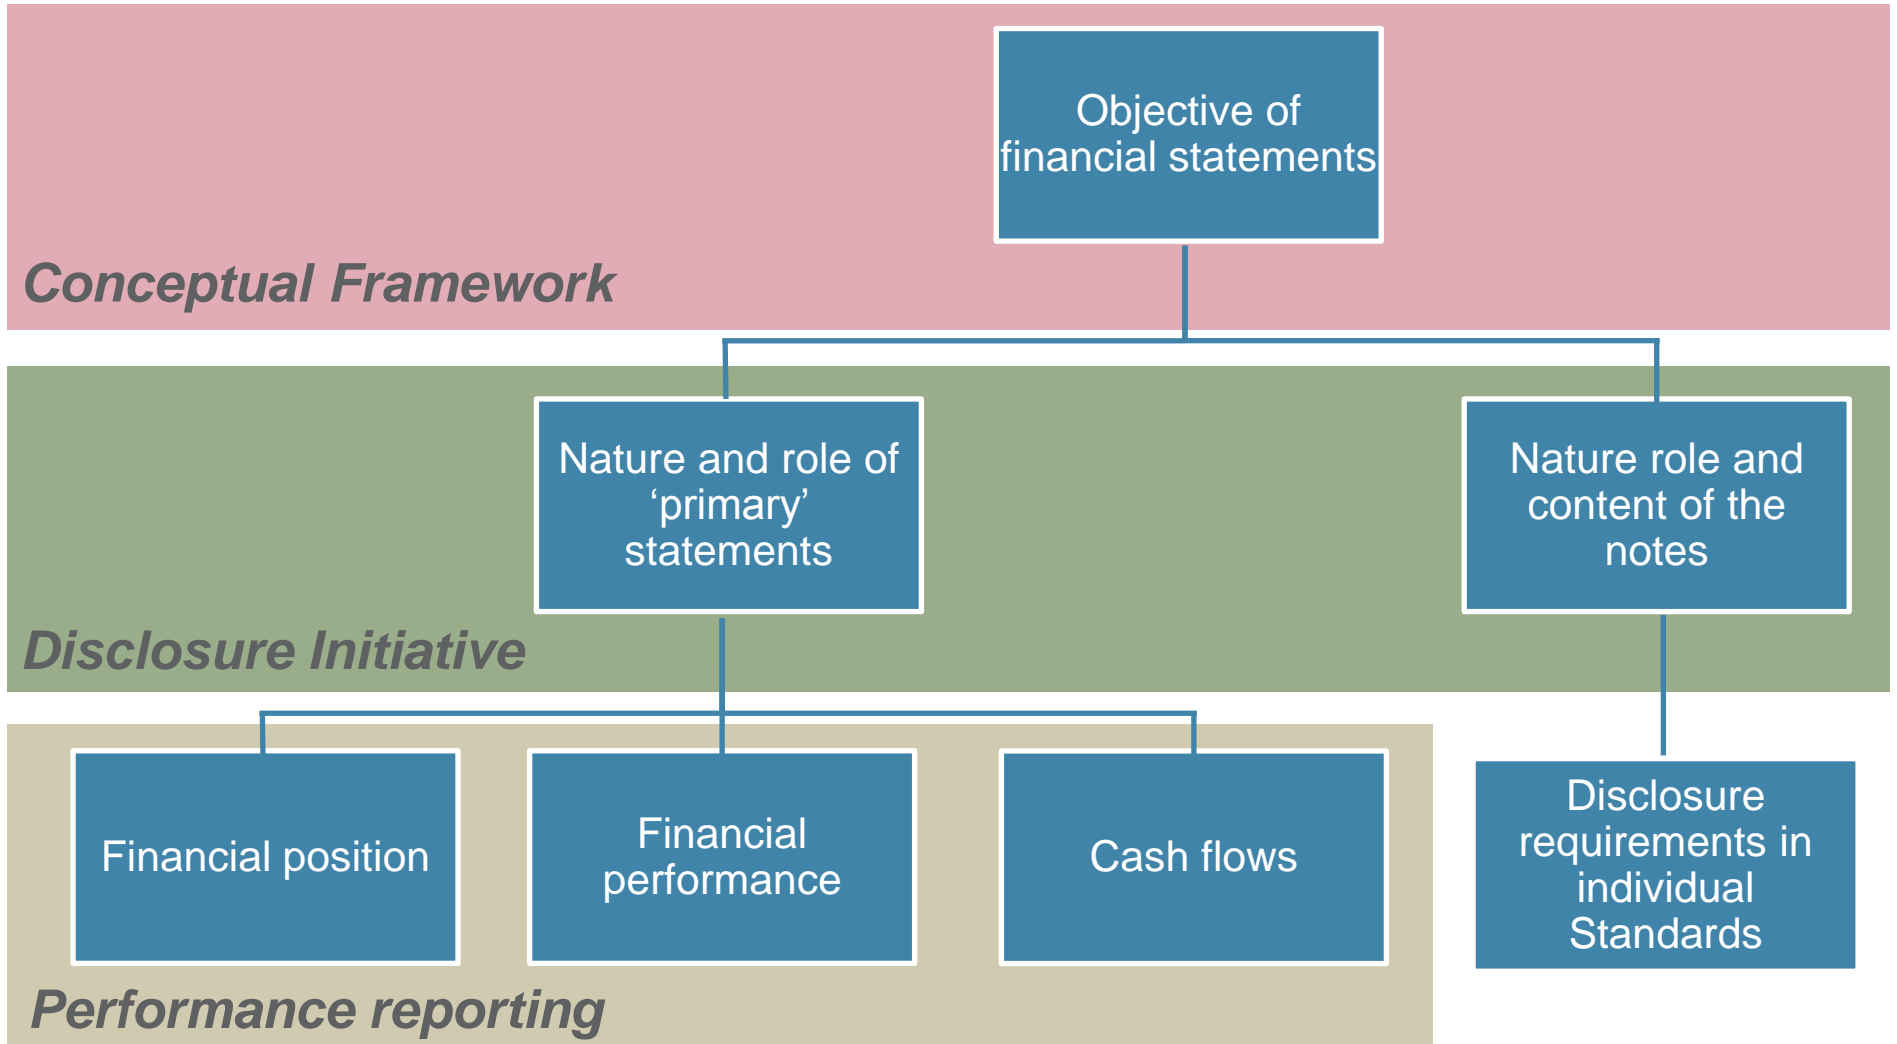 Objective of
financial statements
Conceptual Framework
Nature and role of
‘primary’
statements
Nature role and
content of the
notes
Disclosure Initiative
Financial position
Financial
performance
Cash flows
Disclosure
requirements in
individual
Standards
Performance reporting